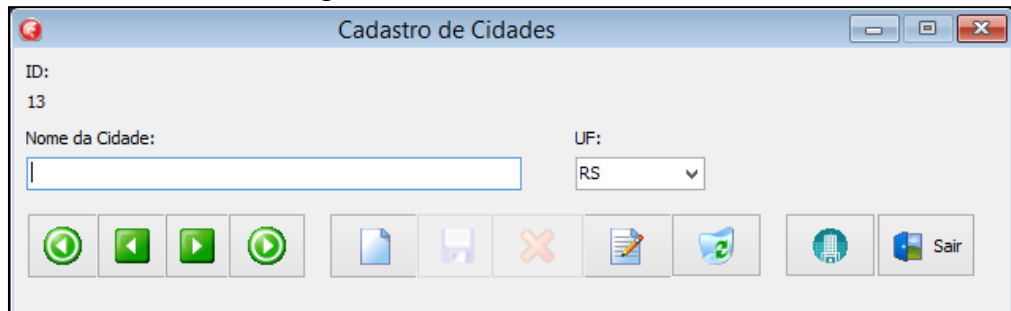 Cadastro de Cidades
ID:
13
Nome da Cidade:
UF:
RS
Sair